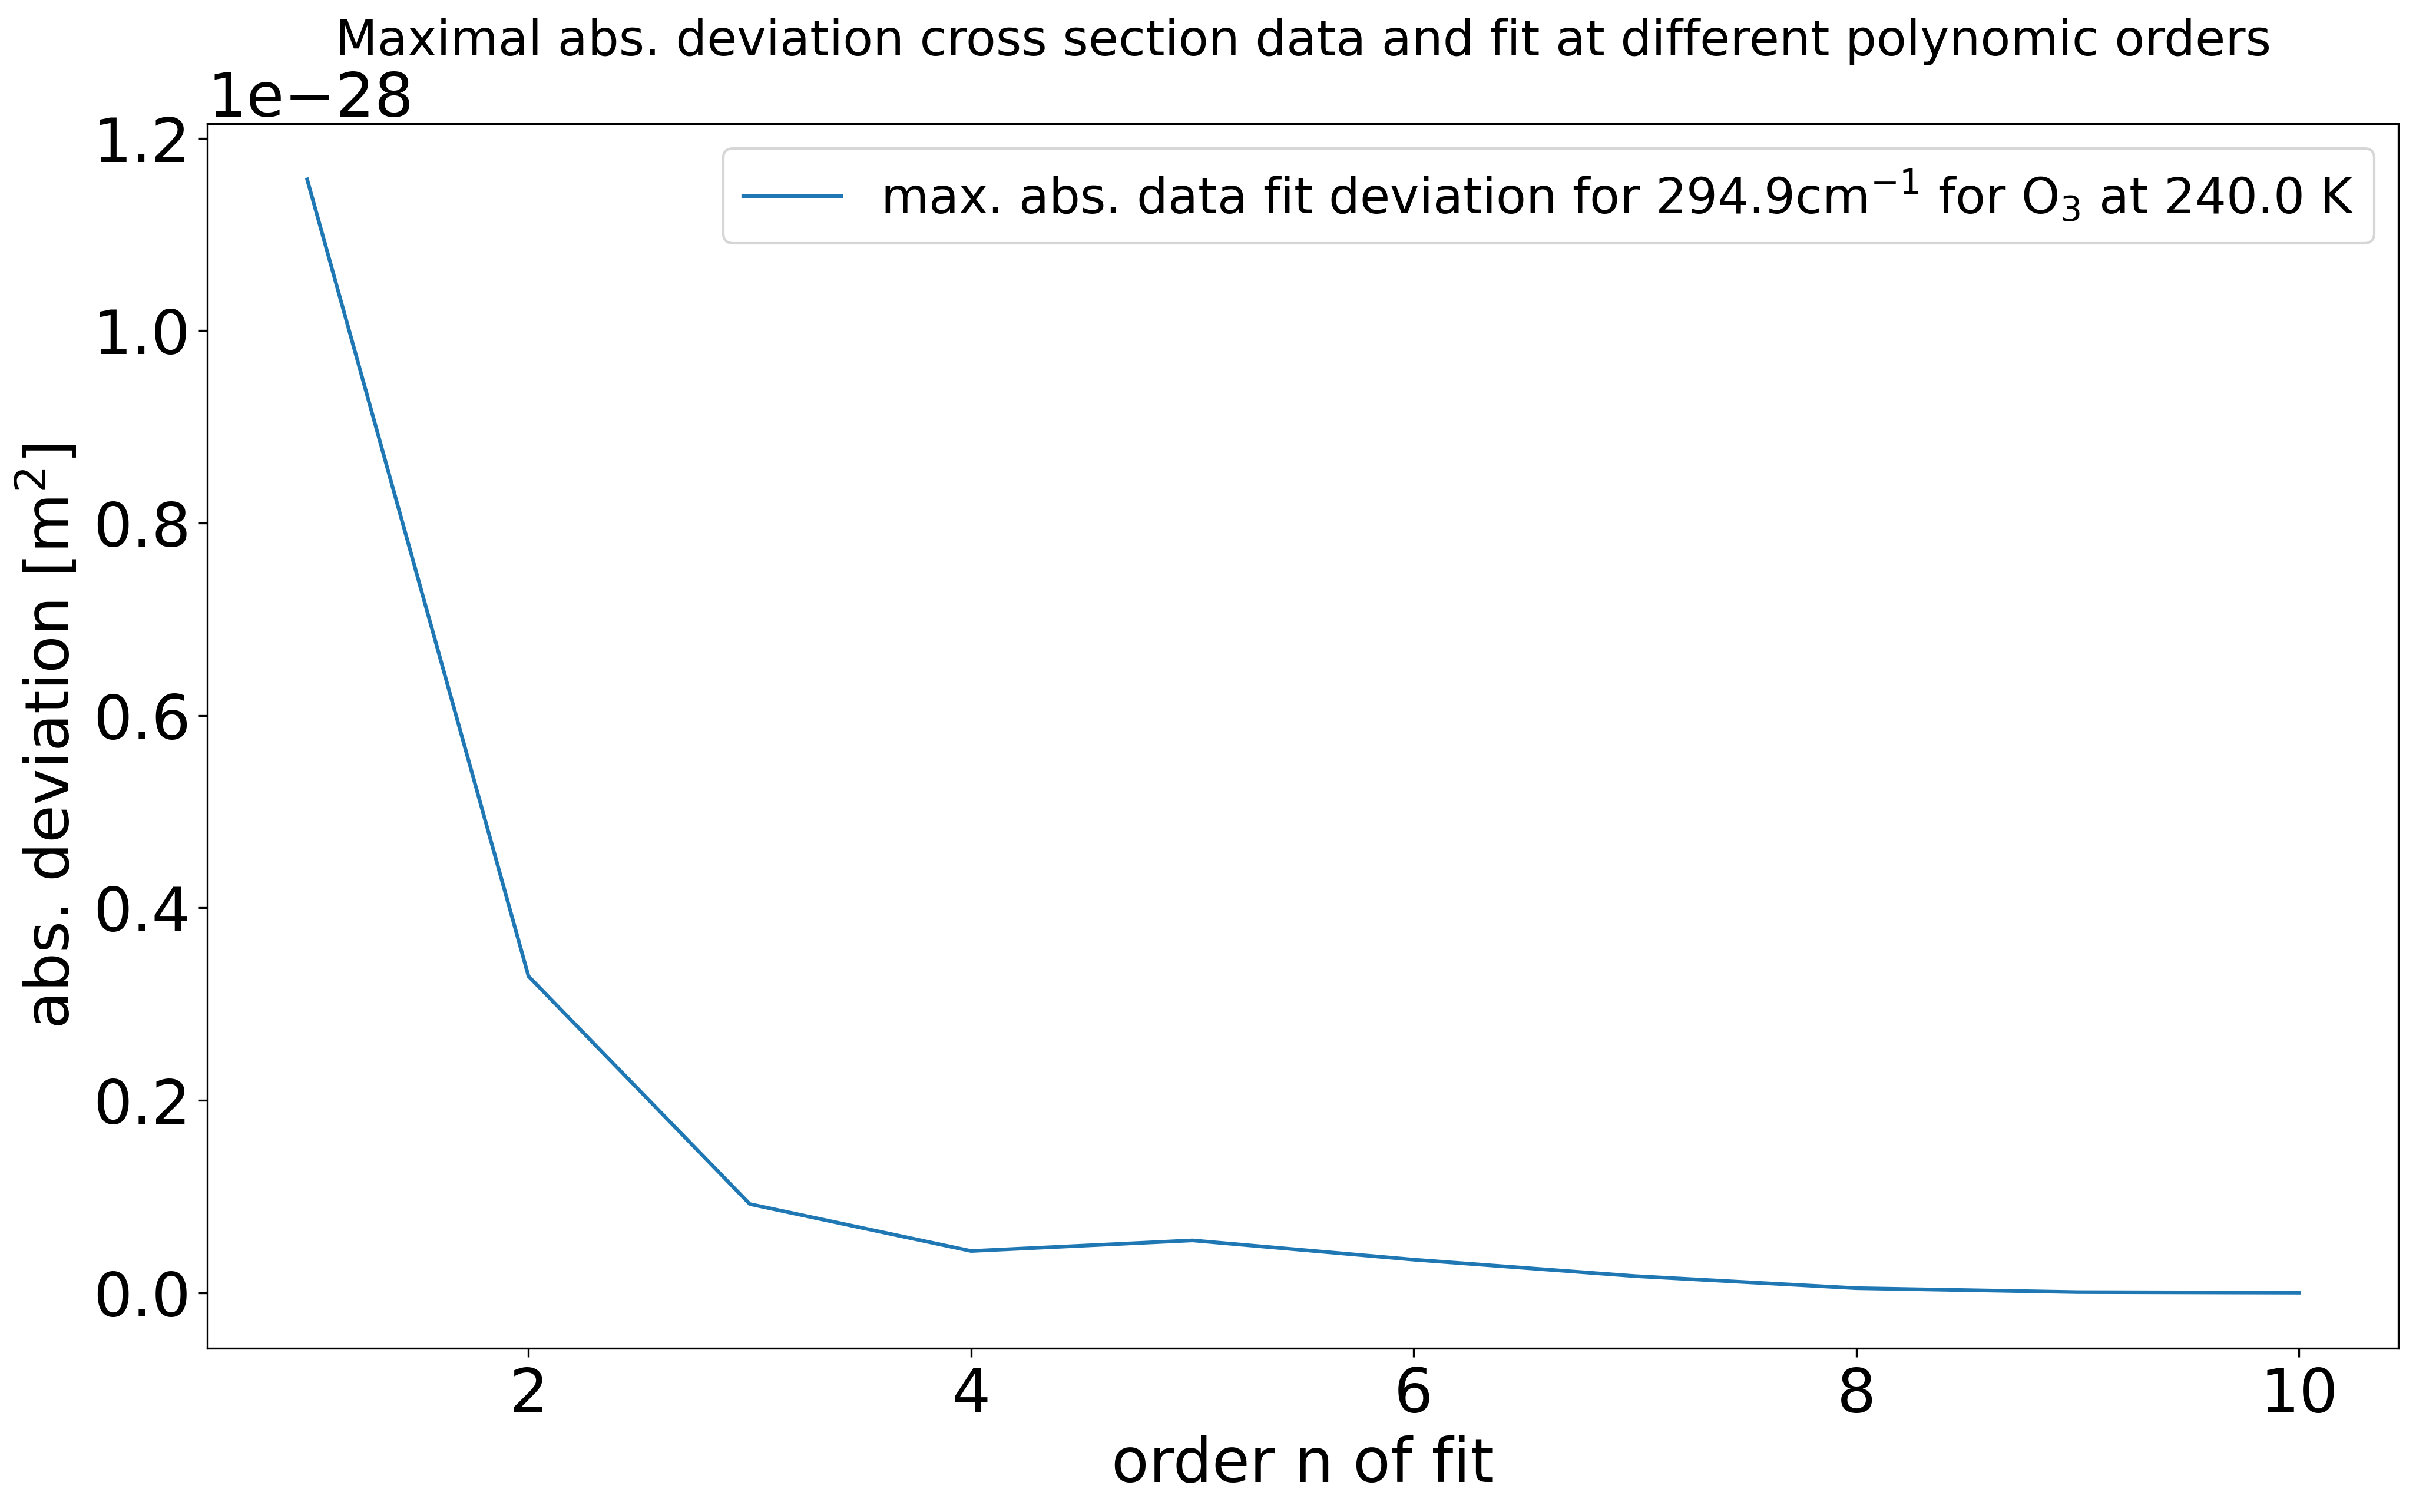 Maximal abs. deviation cross section data and fit at different polynomic orders
1e−28
max. abs. data fit deviation for 294.9cm⁻¹ for O₃ at 240.0 K
abs. deviation [m²]
1.2
1.0
0.8
0.6
0.4
0.2
0.0
2 4 6 8 10
order n of fit